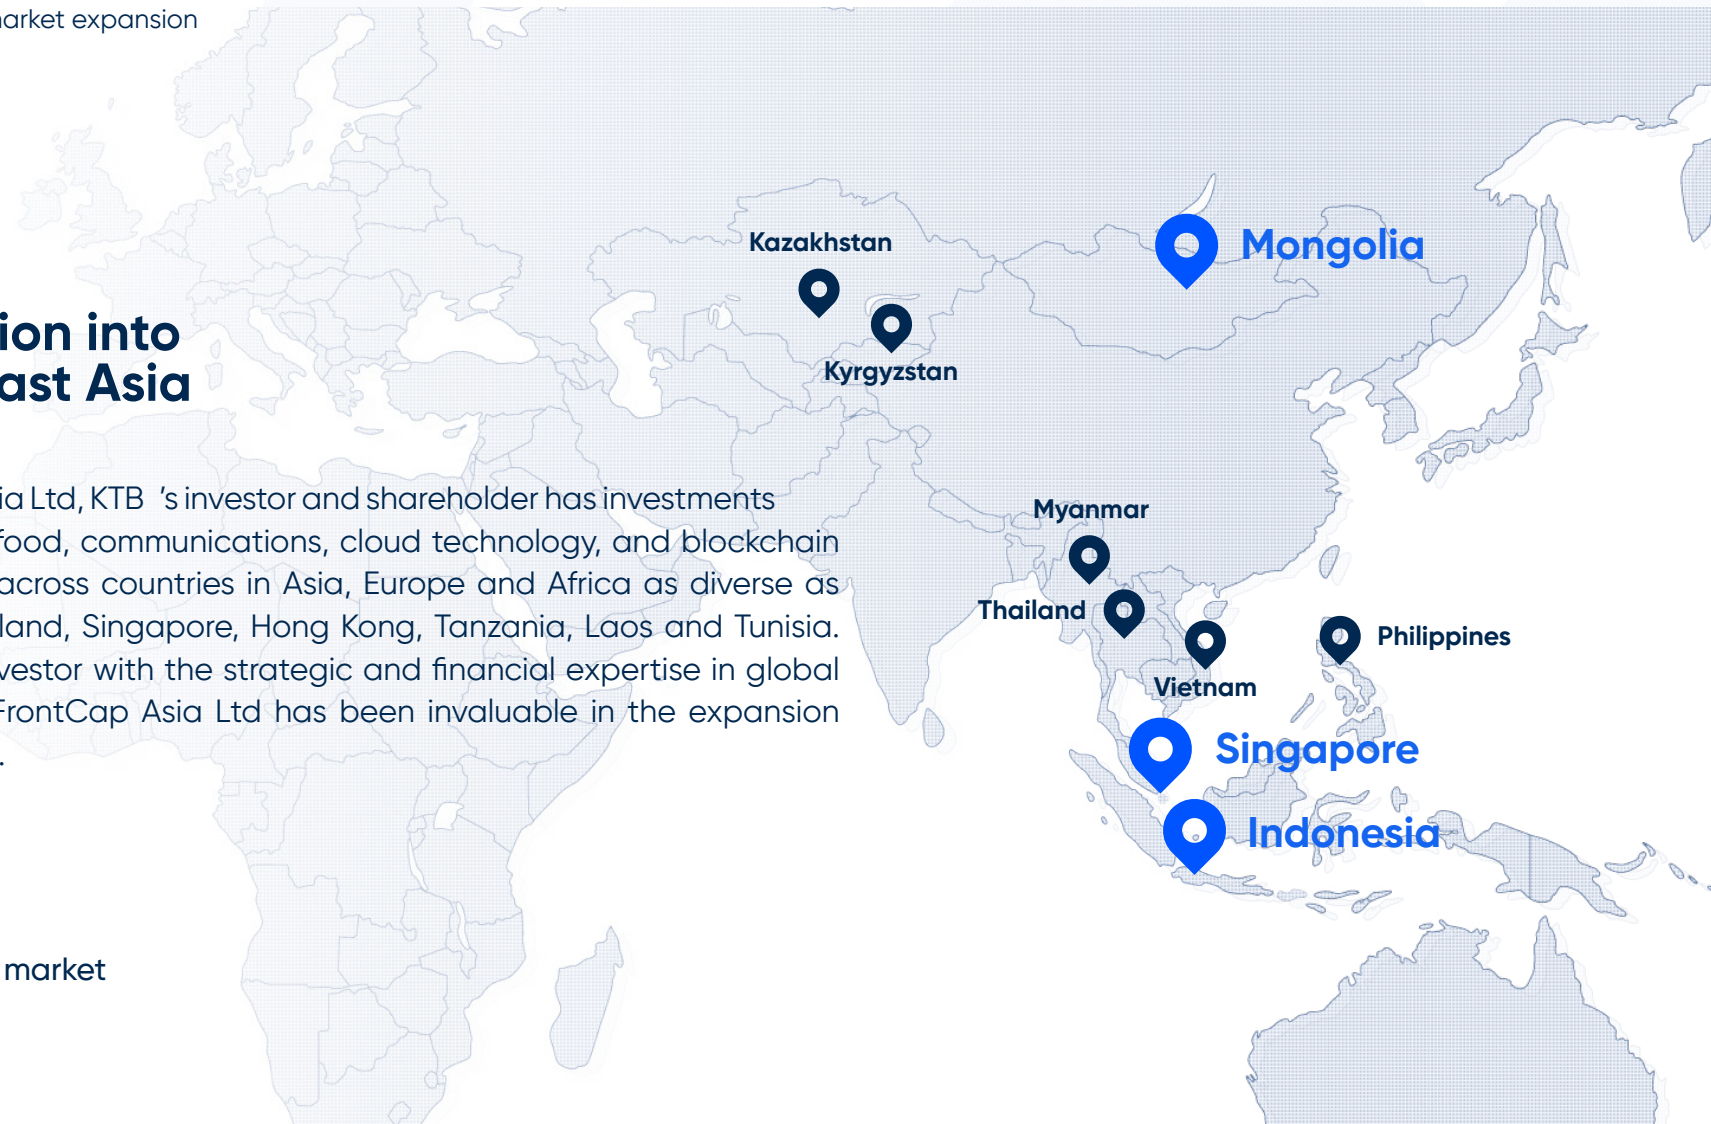 market expansion
ion into
ast Asia
ia Ltd, KTB 's investor and shareholder has investments
food, communications, cloud technology, and blockchain
across countries in Asia, Europe and Africa as diverse as
land, Singapore, Hong Kong, Tanzania, Laos and Tunisia.
vestor with the strategic and financial expertise in global
FrontCap Asia Ltd has been invaluable in the expansion
.
market
Kazakhstan
Kyrgyzstan
Mongolia
Myanmar
Thailand
Vietnam
Philippines
Singapore
Indonesia